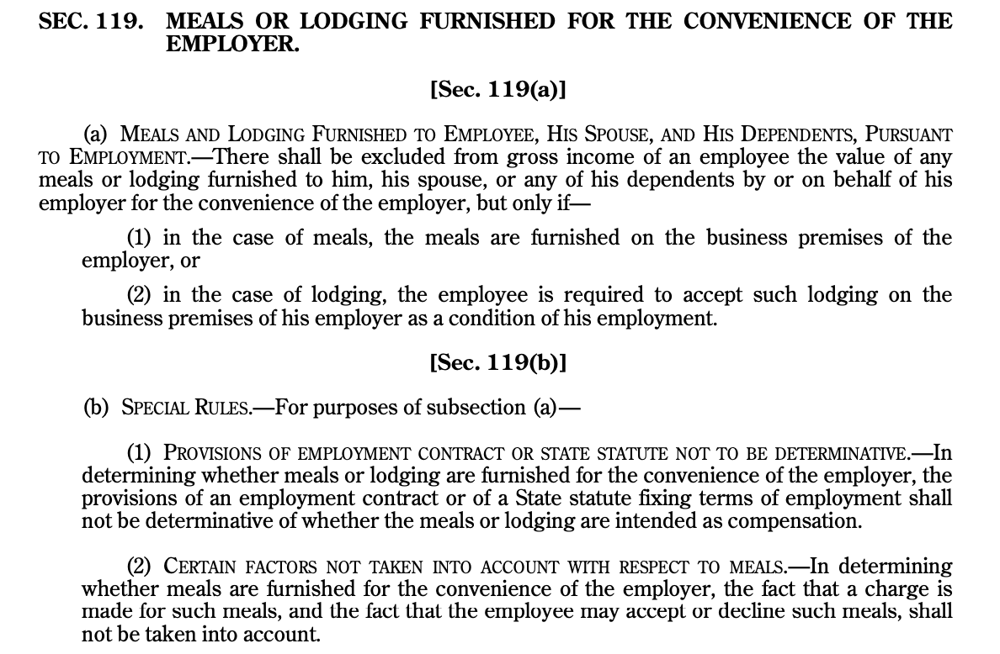 SEC. 119. MEALS OR LODGING FURNISHED FOR THE CONVENIENCE OF THE
EMPLOYER.
[Sec. 119(a)]
(a) MEALS AND LODGING FURNISHED TO EMPLOYEE, HIS SPOUSE, AND HIS DEPENDENTS, PURSUANT
TO EMPLOYMENT.—There shall be excluded from gross income of an employee the value of any
meals or lodging furnished to him, his spouse, or any of his dependents by or on behalf of his
employer for the convenience of the employer, but only if—
(1) in the case of meals, the meals are furnished on the business premises of the
employer, or
(2) in the case of lodging, the employee is required to accept such lodging on the
business premises of his employer as a condition of his employment.
[Sec. 119(b)]
(b) SPECIAL RULES.—For purposes of subsection (a)—
(1) PROVISIONS OF EMPLOYMENT CONTRACT OR STATE STATUTE NOT TO BE DETERMINATIVE.—In
determining whether meals or lodging are furnished for the convenience of the employer, the
provisions of an employment contract or of a State statute fixing terms of employment shall
not be determinative of whether the meals or lodging are intended as compensation.
(2) CERTAIN FACTORS NOT TAKEN INTO ACCOUNT WITH RESPECT TO MEALS.—In determining
whether meals are furnished for the convenience of the employer, the fact that a charge is
made for such meals, and the fact that the employee may accept or decline such meals, shall
not be taken into account.